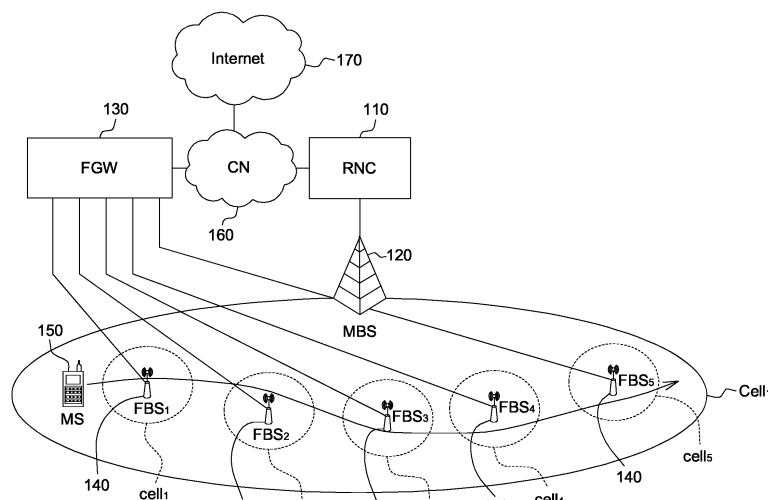 Internet
170
130
110
FGW
CN
RNC
160
120
MBS
150
MS
FBS1
FBS2
FBS3
FBS4
FBS5
Cell
cell5
140
cell1
140